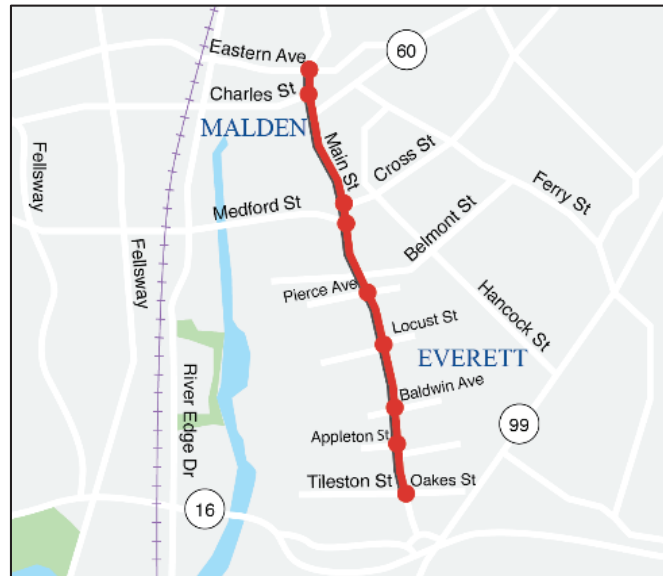 Eastern Ave
60
Charles St
MALDEN
Main St
Cross St
Fellsway
Ferry St
Medford St
Belmont St
Fellsway
Pierce Ave
Hancock St
Locust St
EVERETT
River Edge Dr
Baldwin Ave
99
Appleton St
Tileston St
Oakes St
16